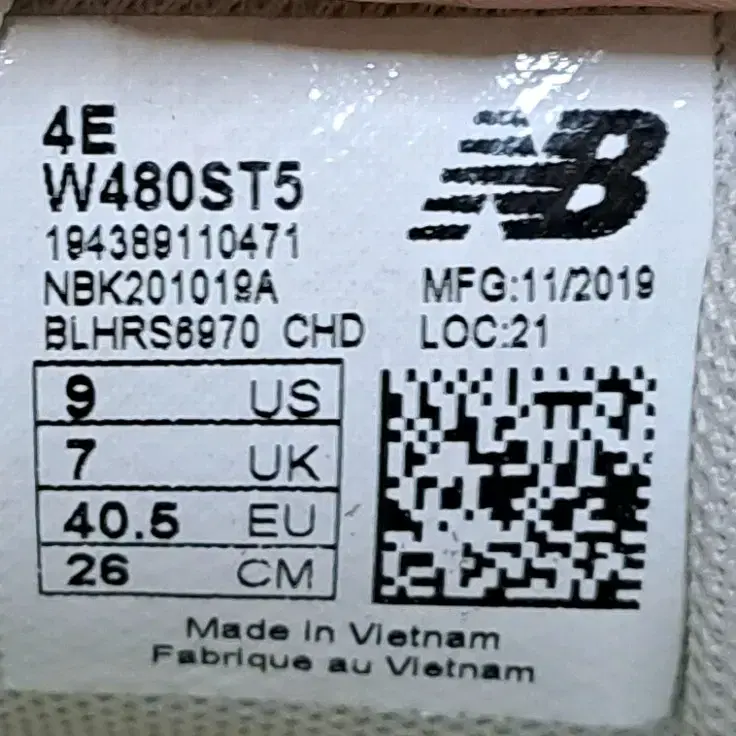 4E
W480ST5
194389110471
NBK201019A
BLHRS6970 CHD
NB
MFG:11/2019
LOC:21
9 US
7 UK
40.5 EU
26 CM
Made in Vietnam
Fabrique au Vietnam